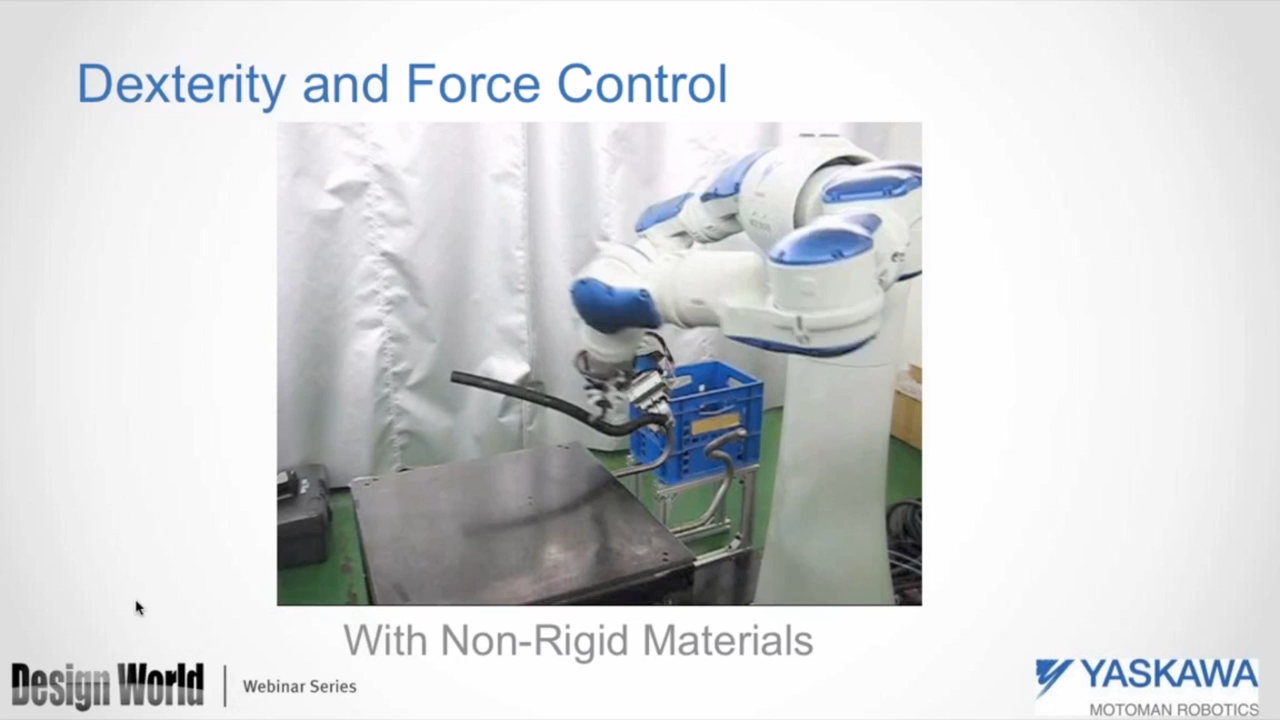 Dexterity and Force Control
With Non-Rigid Materials
Design World
Webinar Series
YASKAWA
MOTOMAN ROBOTICS